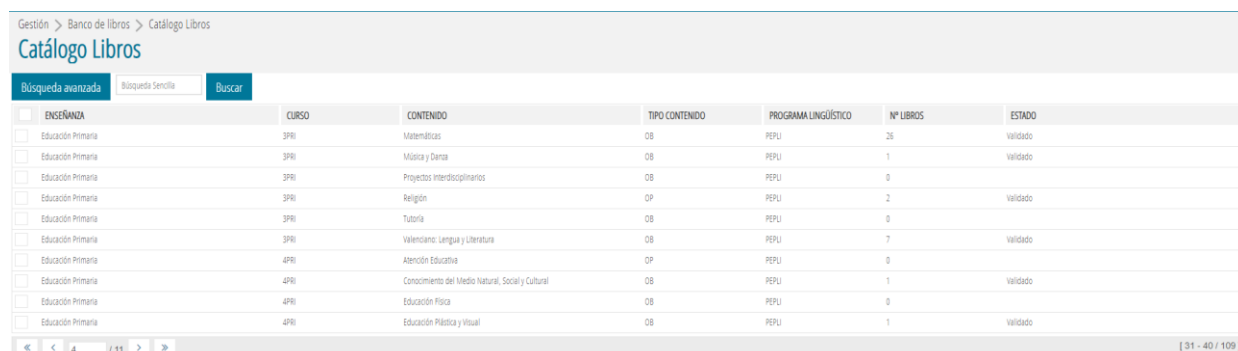 Gestión > Banco de libros > Catálogo Libros
Catálogo Libros
Búsqueda avanzada Búsqueda Sencilla Buscar
ENSEÑANZA CURSO CONTENIDO TIPO CONTENIDO PROGRAMA LINGÜÍSTICO Nº LIBROS ESTADO
Educación Primaria 3PRI Matemáticas OB PEPLI 26 Validado
Educación Primaria 3PRI Música y Danza OB PEPLI 1 Validado
Educación Primaria 3PRI Proyectos Interdisciplinarios OB PEPLI 0
Educación Primaria 3PRI Religión OP PEPLI 2 Validado
Educación Primaria 3PRI Tutoría OB PEPLI 0
Educación Primaria 3PRI Valenciano: Lengua y Literatura OB PEPLI 7 Validado
Educación Primaria 4PRI Atención Educativa OP PEPLI 0
Educación Primaria 4PRI Conocimiento del Medio Natural, Social y Cultural OB PEPLI 1 Validado
Educación Primaria 4PRI Educación Física OB PEPLI 0
Educación Primaria 4PRI Educación Plástica y Visual OB PEPLI 1 Validado
« < 4 / 11 > » [ 31 - 40 / 109